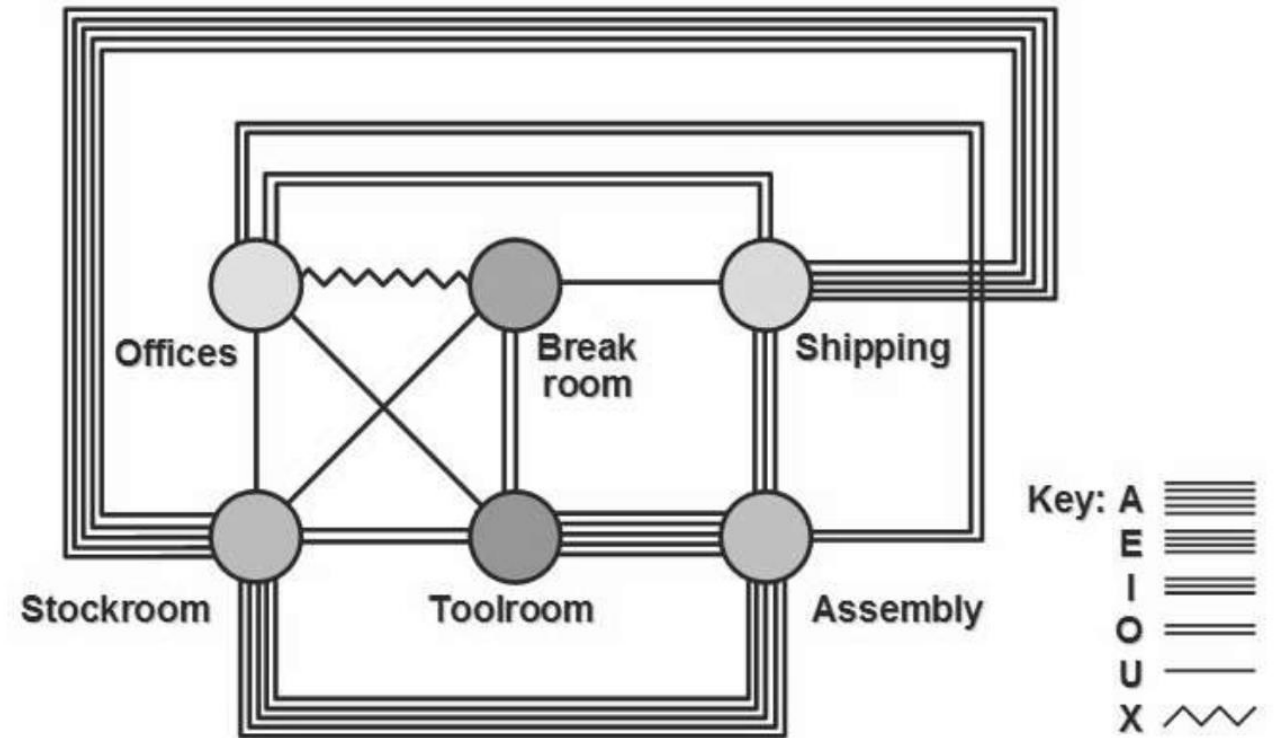 Offices
Break
room
Shipping
Stockroom
Toolroom
Assembly
Key: A
E
I
O
U
X